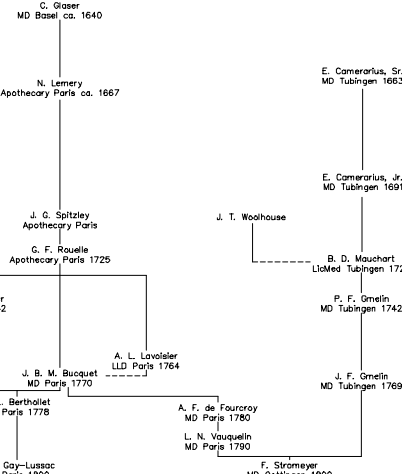 C. Glaser
MD Basel ca. 1640
N. Lemery
Apothecary Paris ca. 1667
E. Camerarius, Sr.
MD Tubingen 1663
E. Camerarius, Jr.
MD Tubingen 1691
J. G. Spitzley
Apothecary Paris
J. T. Woolhouse
G. F. Rouelle
Apothecary Paris 1725
B. D. Mauchart
LicMed Tubingen 172
P. F. Gmelin
MD Tubingen 1742
A. L. Lavoisier
LLD Paris 1764
J. B. M. Bucquet
MD Paris 1770
J. F. Gmelin
MD Tubingen 1769
Berthollet
Paris 1778
A. F. de Fourcroy
MD Paris 1780
L. N. Vauquelin
MD Paris 1790
Gay-Lussac
F. Stromeyer